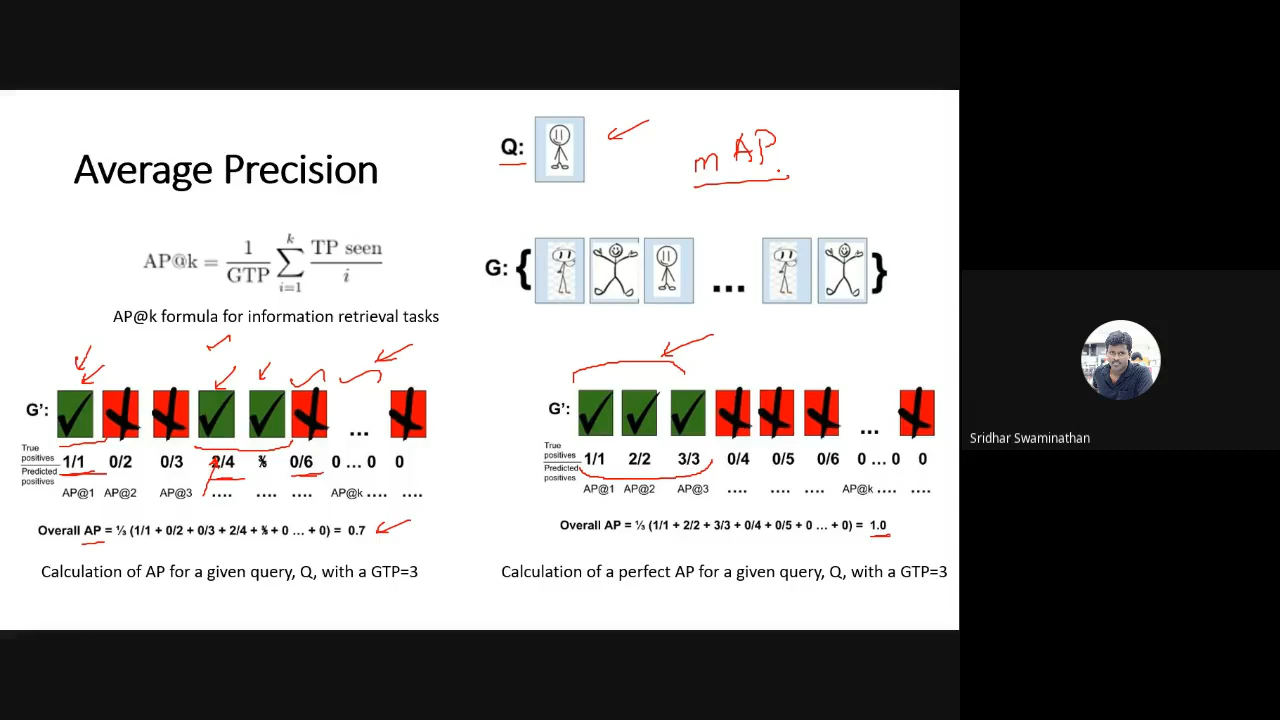 Q:
m AP
Average Precision
AP@k = 1/GTP ∑ k i=1 TP seen/i
G: { ... }
AP@k formula for information retrieval tasks
G': ...
True positives 1/1 0/2 0/3 2/4 0/6 0 ... 0 0
Predicted positives
AP@1 AP@2 AP@3 .... .... .... AP@k .... ....
Overall AP = ⅓ (1/1 + 0/2 + 0/3 + 2/4 + ⅗ + 0 ... + 0) = 0.7
Calculation of AP for a given query, Q, with a GTP=3
G': ...
True positives 1/1 2/2 3/3 0/4 0/5 0/6 0 ... 0 0
Predicted positives
AP@1 AP@2 AP@3 .... .... .... AP@k .... ....
Overall AP = ⅓ (1/1 + 2/2 + 3/3 + 0/4 + 0/5 + 0 ... + 0) = 1.0
Calculation of a perfect AP for a given query, Q, with a GTP=3
Sridhar Swaminathan